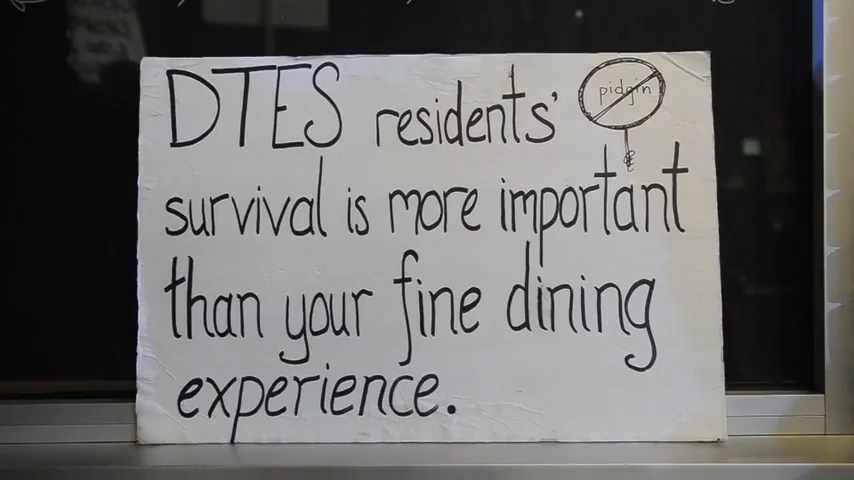 DTES residents'
pidgin
survival is more important
than your fine dining
experience.